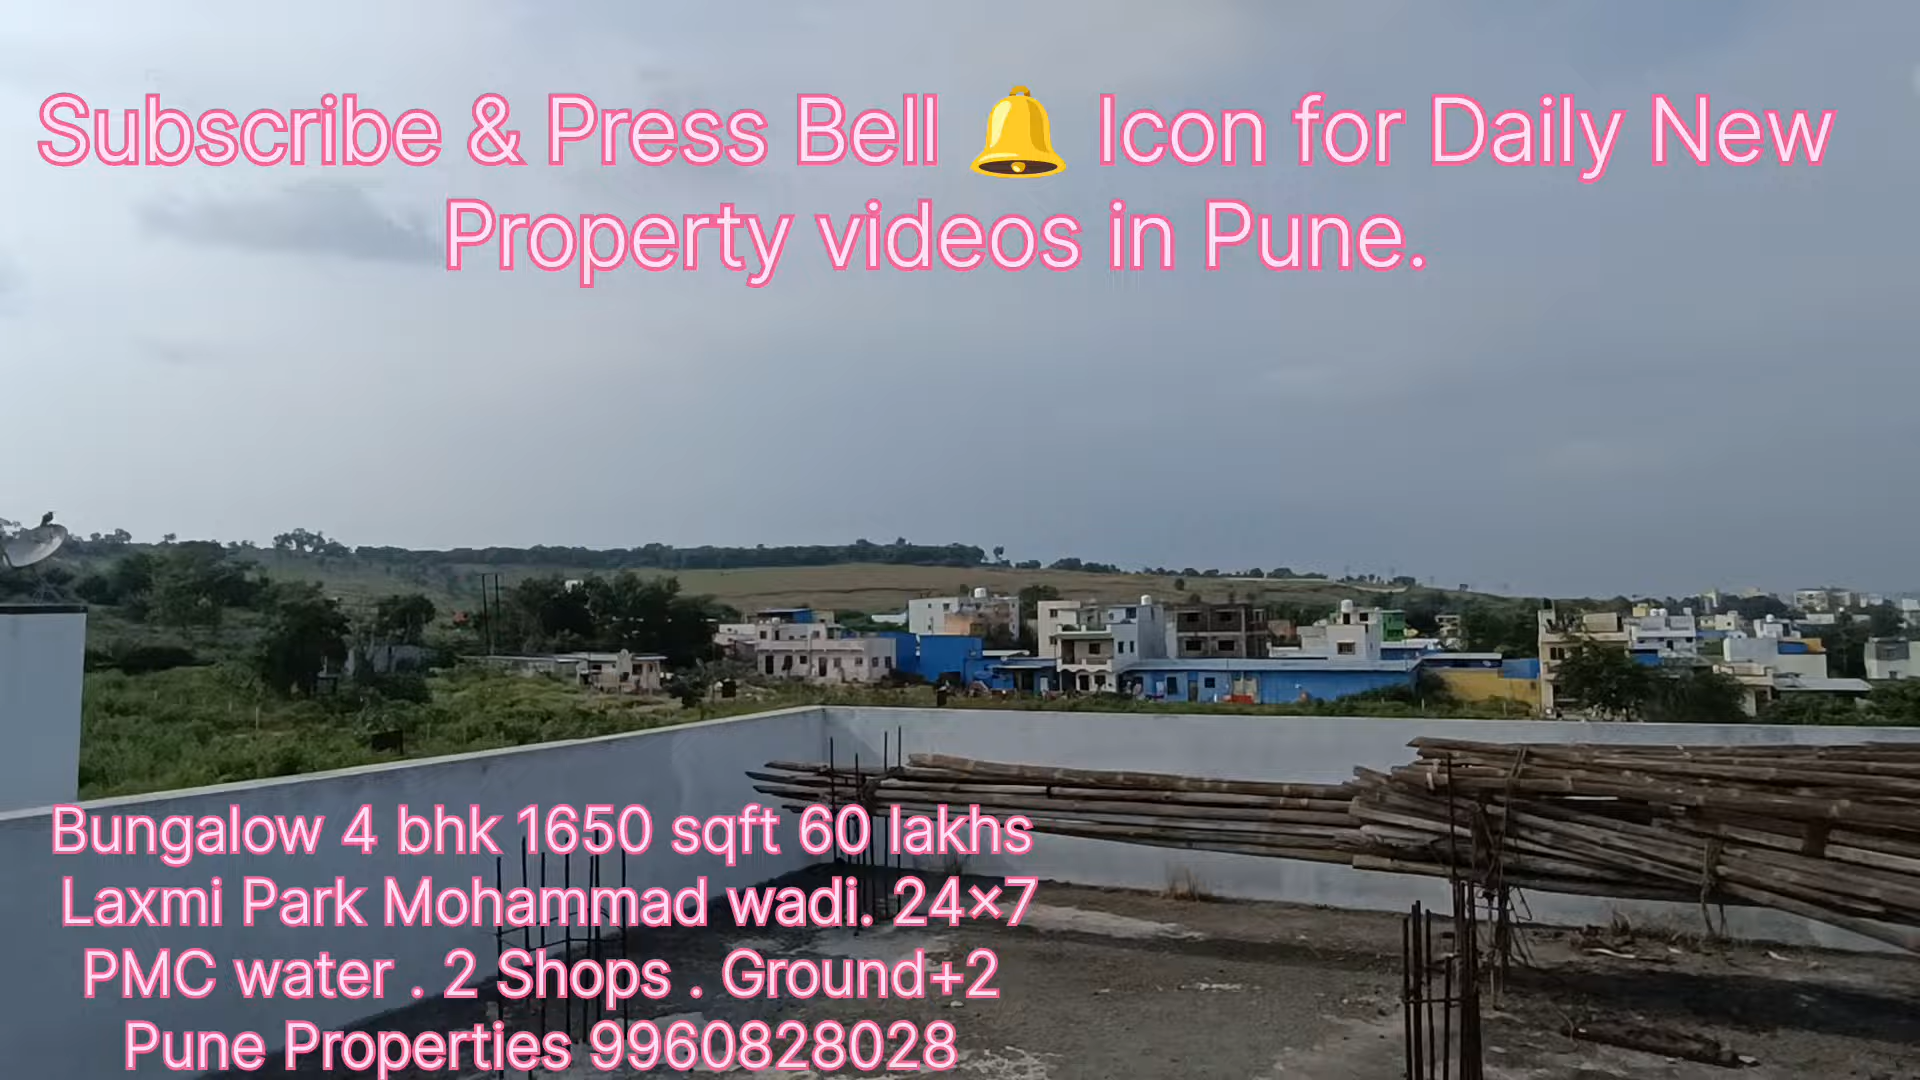 Subscribe & Press Bell 🔔 Icon for Daily New
Property videos in Pune.
Bungalow 4 bhk 1650 sqft 60 lakhs
Laxmi Park Mohammad wadi. 24×7
PMC water . 2 Shops . Ground+2
Pune Properties 9960828028